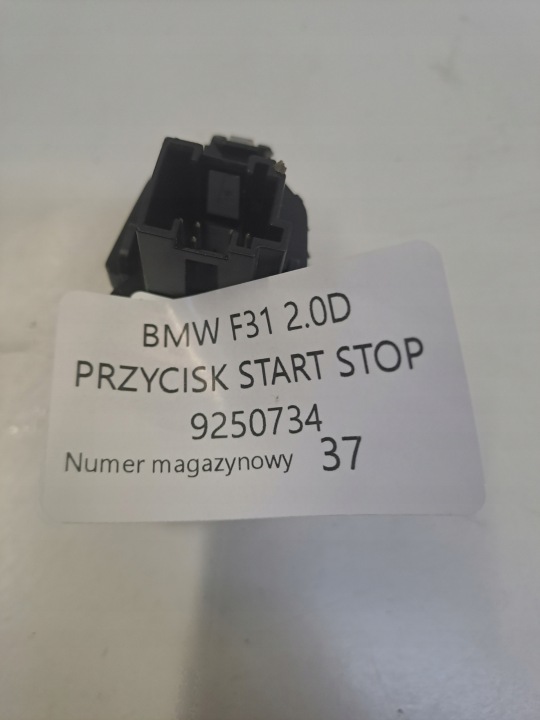 BMW F31 2.0D
PRZYCISK START STOP
9250734
Numer magazynowy 37